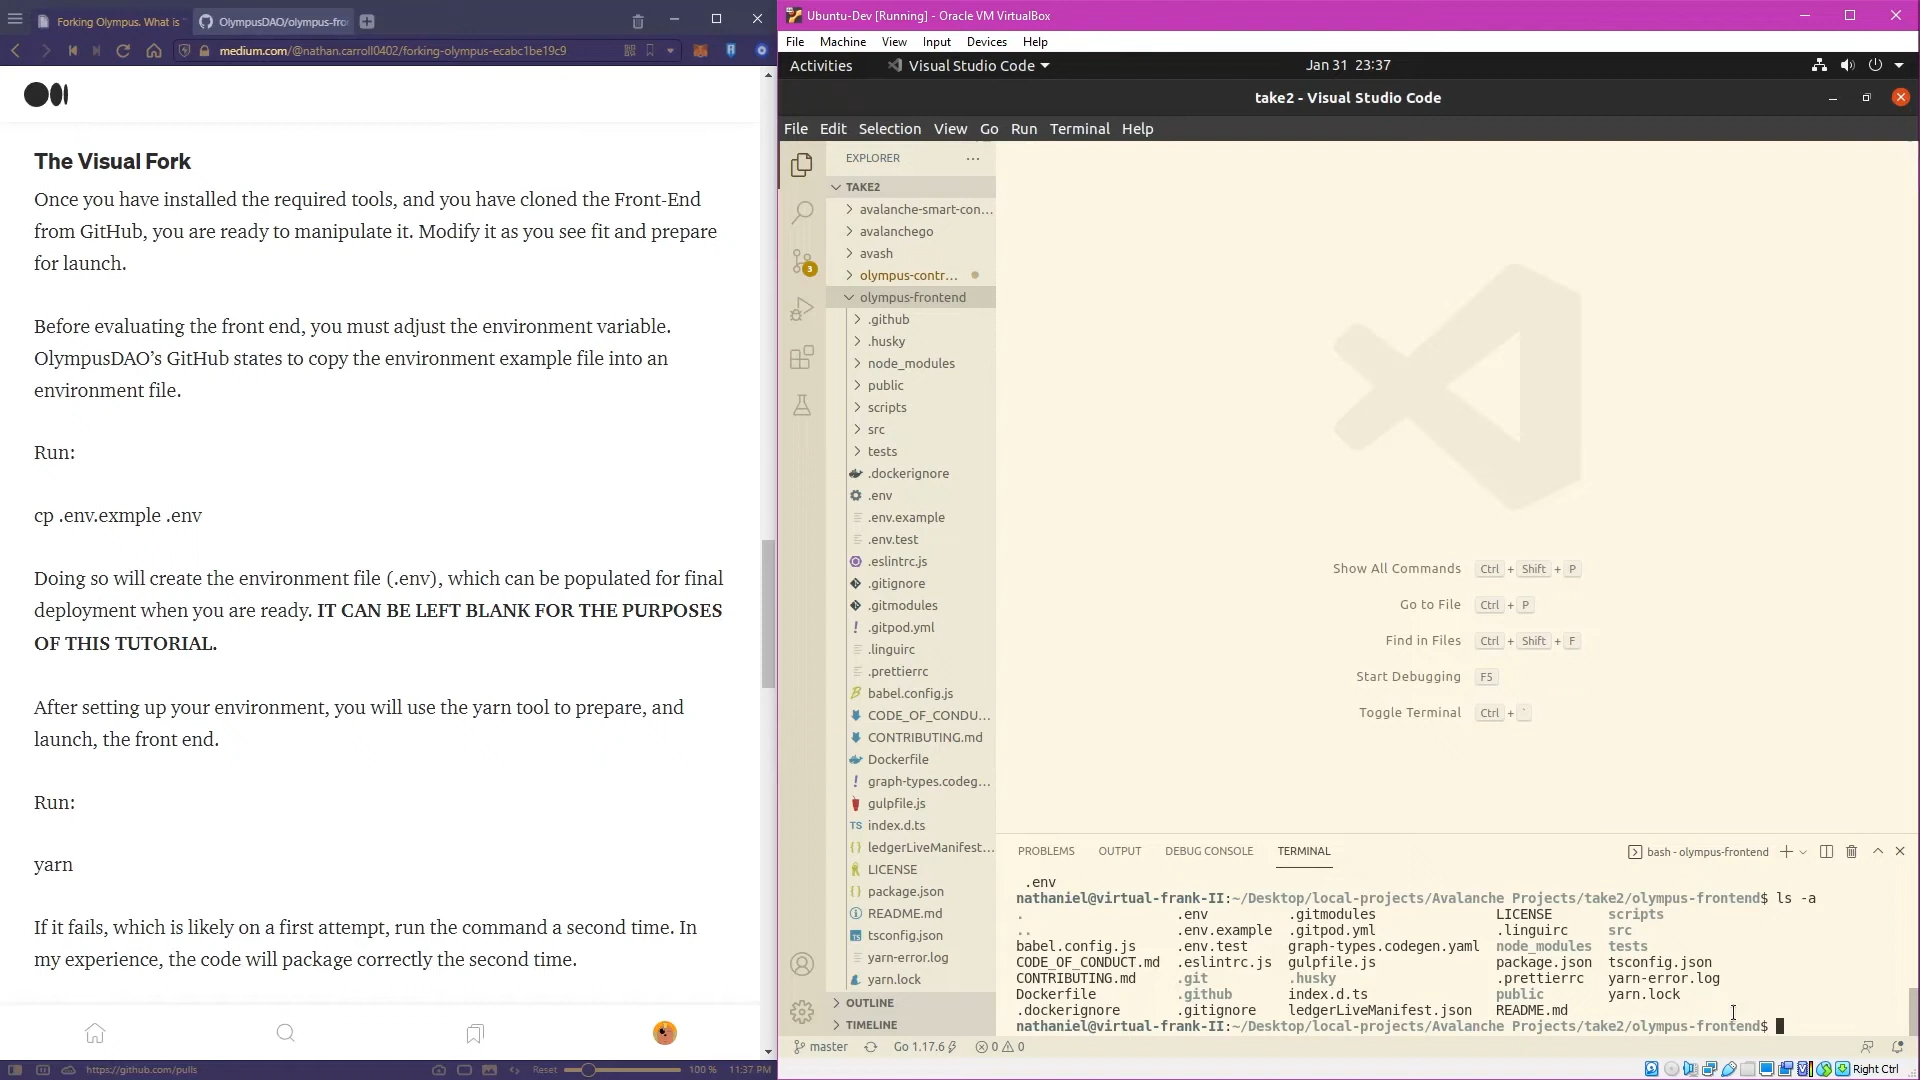 Forking Olympus. What is
OlympusDAO/olympus-fron
medium.com/@nathan.carroll0402/forking-olympus-ecabc1be19c9
The Visual Fork
Once you have installed the required tools, and you have cloned the Front-End
from GitHub, you are ready to manipulate it. Modify it as you see fit and prepare
for launch.
Before evaluating the front end, you must adjust the environment variable.
OlympusDAO’s GitHub states to copy the environment example file into an
environment file.
Run:
cp .env.exmple .env
Doing so will create the environment file (.env), which can be populated for final
deployment when you are ready. IT CAN BE LEFT BLANK FOR THE PURPOSES
OF THIS TUTORIAL.
After setting up your environment, you will use the yarn tool to prepare, and
launch, the front end.
Run:
yarn
If it fails, which is likely on a first attempt, run the command a second time. In
my experience, the code will package correctly the second time.
https://github.com/pulls
Reset
100 %
11:37 PM
Ubuntu-Dev [Running] - Oracle VM VirtualBox
File Machine View Input Devices Help
Activities
Visual Studio Code
Jan 31 23:37
take2 - Visual Studio Code
File Edit Selection View Go Run Terminal Help
EXPLORER
TAKE2
avalanche-smart-con...
avalanchego
avash
olympus-contr...
3
olympus-frontend
.github
.husky
node_modules
public
scripts
src
tests
.dockerignore
.env
.env.example
.env.test
.eslintrc.js
.gitignore
.gitmodules
.gitpod.yml
.linguirc
.prettierrc
babel.config.js
CODE_OF_CONDU...
CONTRIBUTING.md
Dockerfile
graph-types.codeg...
gulpfile.js
TS index.d.ts
ledgerLiveManifest...
LICENSE
package.json
README.md
tsconfig.json
yarn-error.log
yarn.lock
OUTLINE
TIMELINE
Show All Commands Ctrl + Shift + P
Go to File Ctrl + P
Find in Files Ctrl + Shift + F
Start Debugging F5
Toggle Terminal Ctrl + `
PROBLEMS OUTPUT DEBUG CONSOLE TERMINAL
bash - olympus-frontend
.env
nathaniel@virtual-frank-II:~/Desktop/local-projects/Avalanche Projects/take2/olympus-frontend$ ls -a
. .env .gitmodules LICENSE scripts
.. .env.example .gitpod.yml .linguirc src
babel.config.js .env.test graph-types.codegen.yaml node_modules tests
CODE_OF_CONDUCT.md .eslintrc.js gulpfile.js package.json tsconfig.json
CONTRIBUTING.md .git .husky .prettierrc yarn-error.log
Dockerfile .github index.d.ts public yarn.lock
.dockerignore .gitignore ledgerLiveManifest.json README.md
nathaniel@virtual-frank-II:~/Desktop/local-projects/Avalanche Projects/take2/olympus-frontend$
master
Go 1.17.6
0
0
Right Ctrl